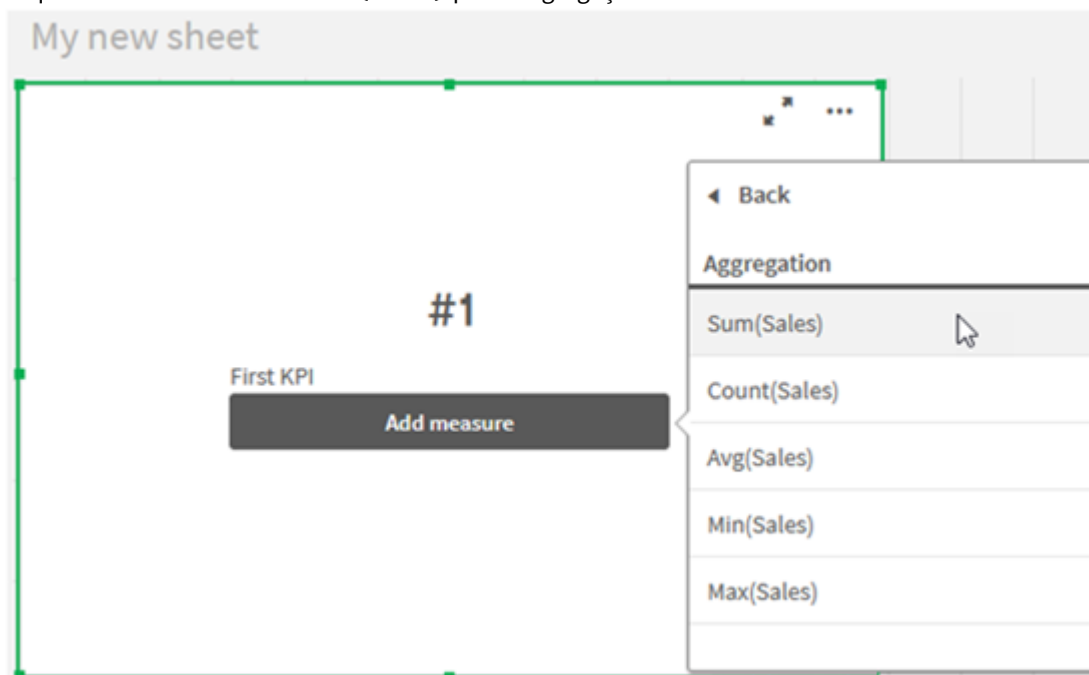 My new sheet
Back
Aggregation
#1
Sum(Sales)
First KPI
Count(Sales)
Add measure
Avg(Sales)
Min(Sales)
Max(Sales)